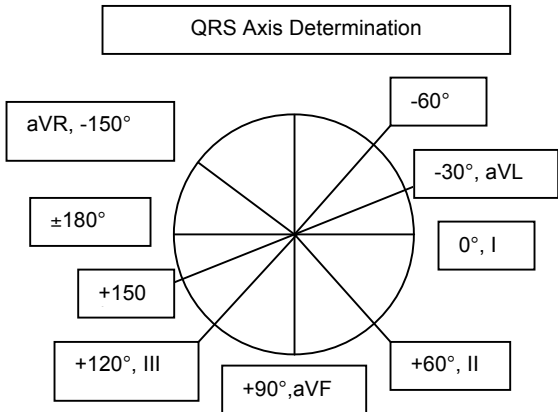 QRS Axis Determination
-60°
aVR, -150°
-30°, aVL
±180°
0°, I
+150
+120°, III
+60°, II
+90°,aVF